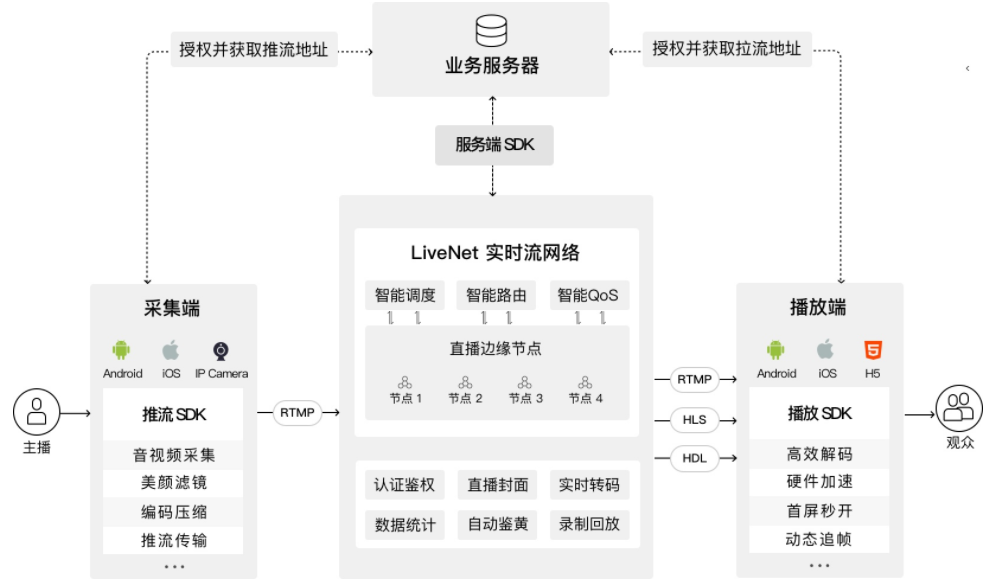 授权并获取推流地址
业务服务器
授权并获取拉流地址
服务端 SDK
LiveNet 实时流网络
智能调度 智能路由 智能QoS
直播边缘节点
节点 1 节点 2 节点 3 节点 4
认证鉴权 直播封面 实时转码
数据统计 自动鉴黄 录制回放
采集端
Android iOS IP Camera
推流 SDK
音视频采集
美颜滤镜
编码压缩
推流传输
...
主播
RTMP
RTMP
HLS
HDL
播放端
Android iOS H5
播放 SDK
高效解码
硬件加速
首屏秒开
动态追帧
...
观众